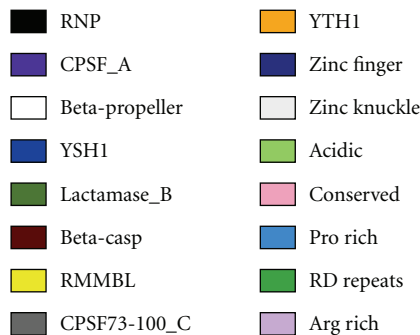 RNP
CPSF_A
Beta-propeller
YSH1
Lactamase_B
Beta-casp
RMMBL
CPSF73-100_C
YTH1
Zinc finger
Zinc knuckle
Acidic
Conserved
Pro rich
RD repeats
Arg rich